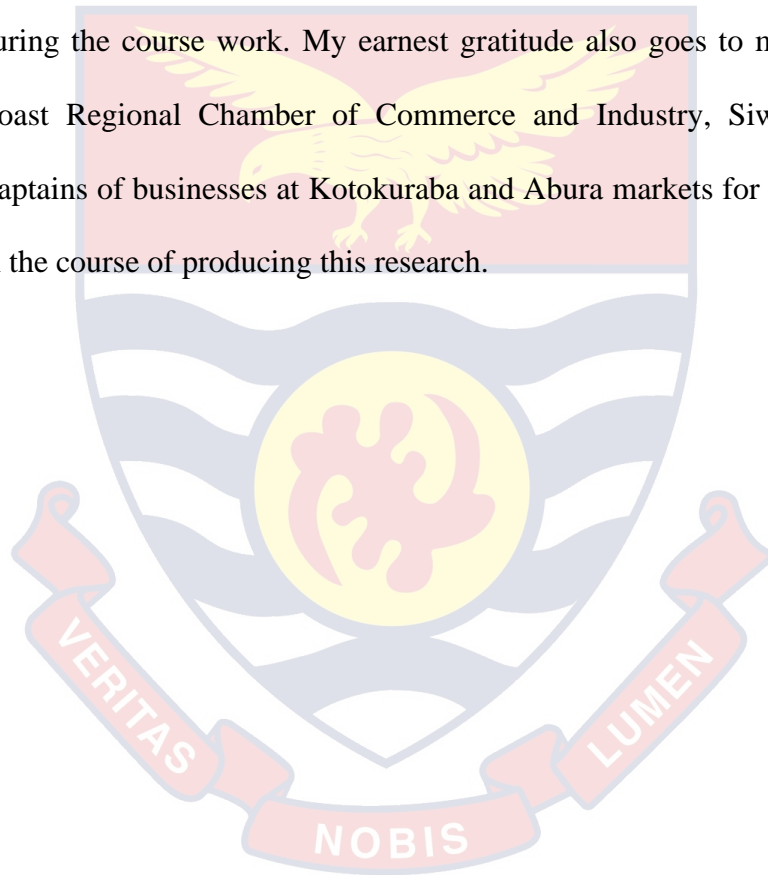 uring the course work. My earnest gratitude also goes to
oast Regional Chamber of Commerce and Industry,
aptains of businesses at Kotokuraba and Abura markets for
the course of producing this research.
VERITAS
NOBIS
LUMEN